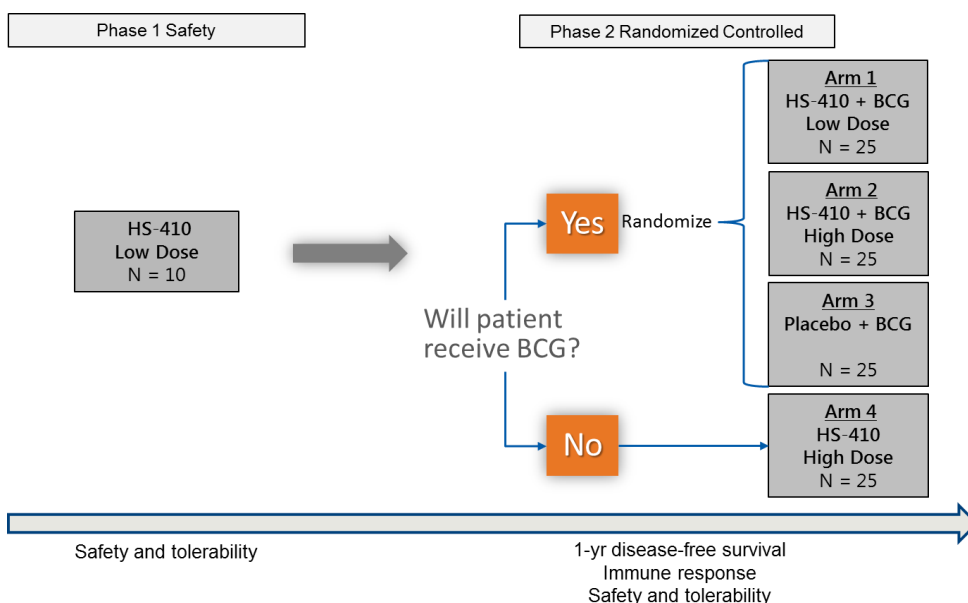 Phase 1 Safety
Phase 2 Randomized Controlled
HS-410
Low Dose
N = 10
Will patient
receive BCG?
Yes
Randomize
No
Arm 1
HS-410 + BCG
Low Dose
N = 25
Arm 2
HS-410 + BCG
High Dose
N = 25
Arm 3
Placebo + BCG
N = 25
Arm 4
HS-410
High Dose
N = 25
Safety and tolerability
1-yr disease-free survival
Immune response
Safety and tolerability